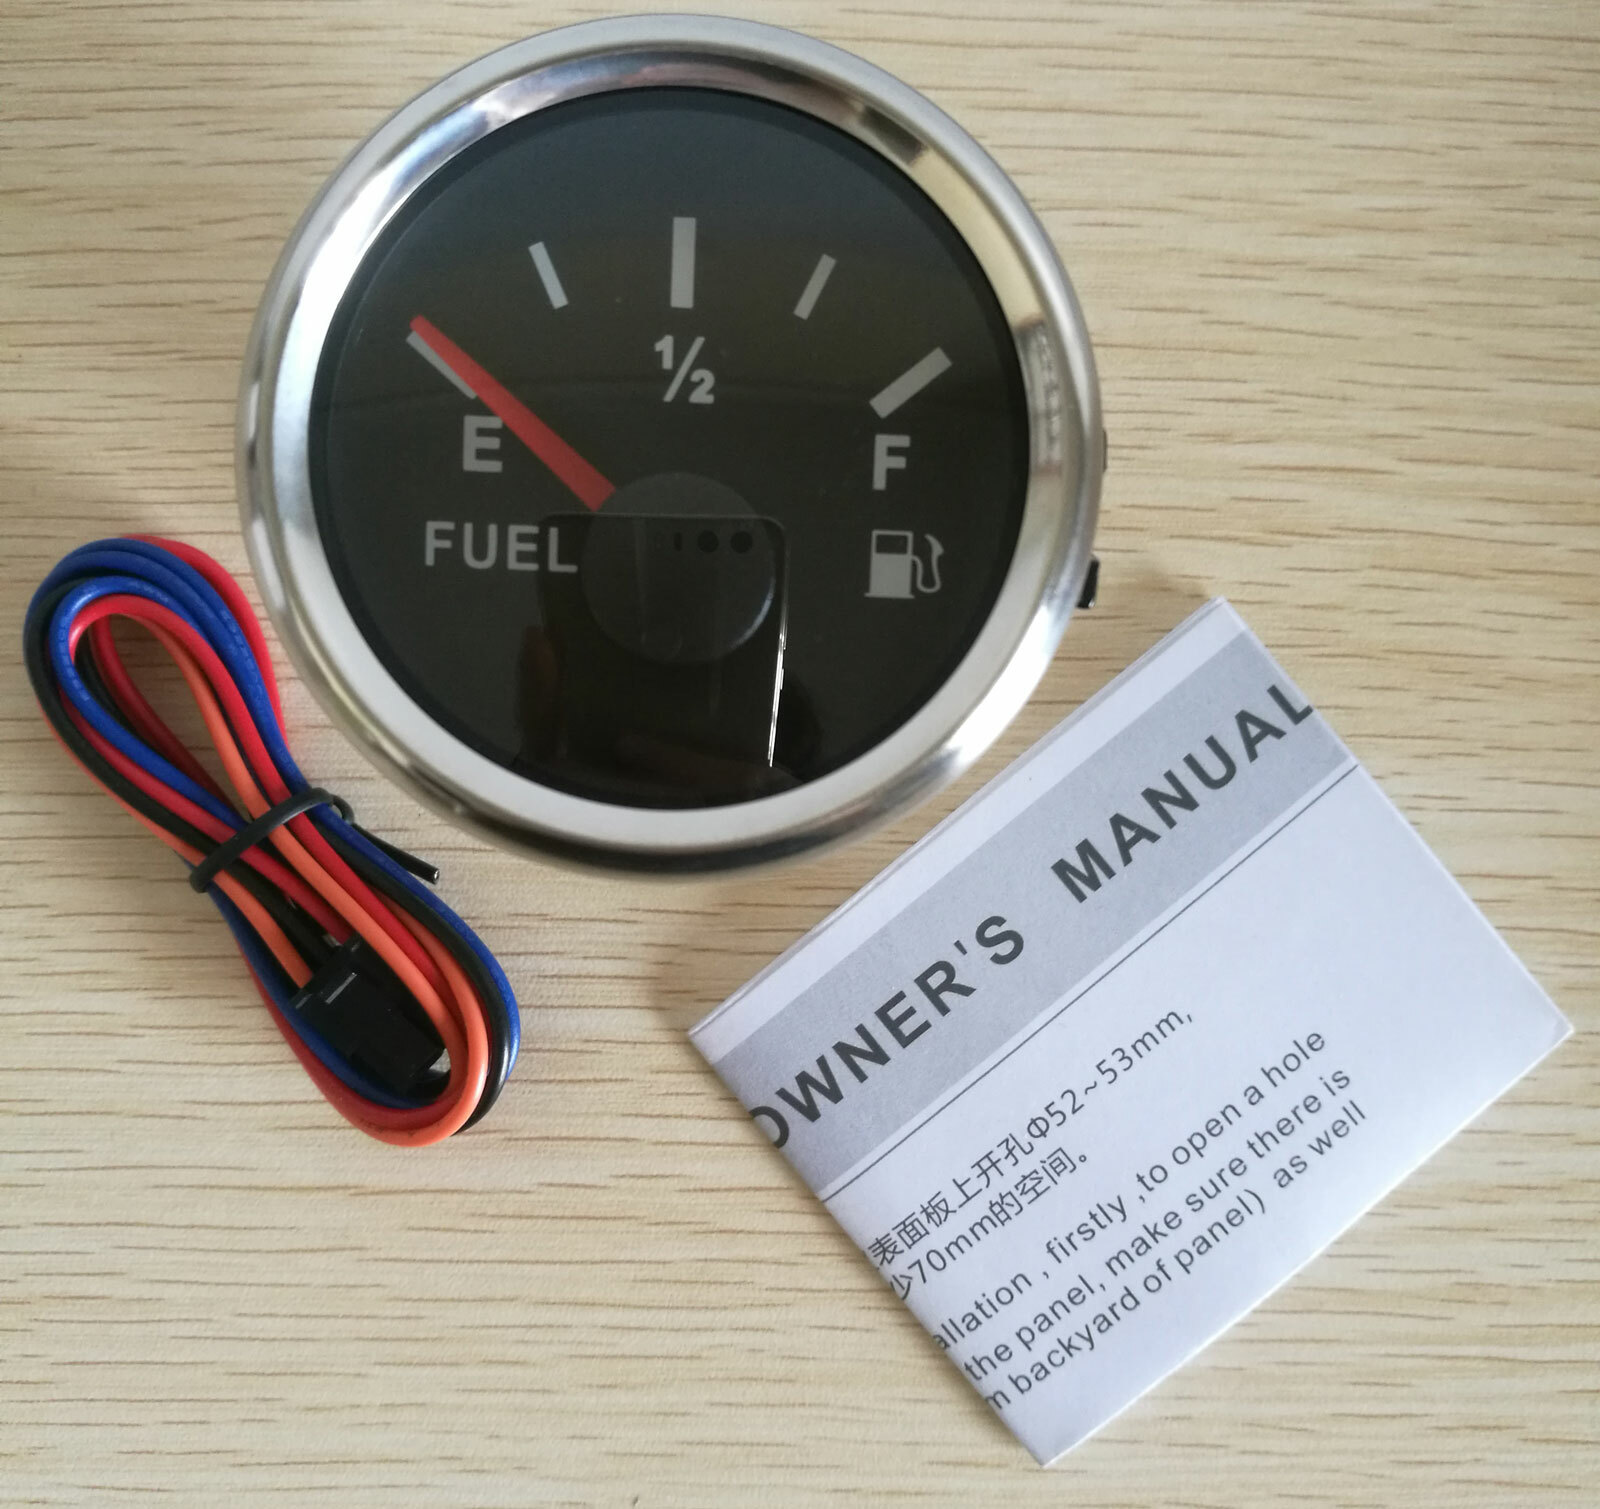 1/2
E
F
FUEL
OWNER'S MANUAL
表面板上开孔Φ52~53mm,
少70mm的空间。
allation , firstly ,to open a hole
the panel, make sure there is
m backyard of panel) as well